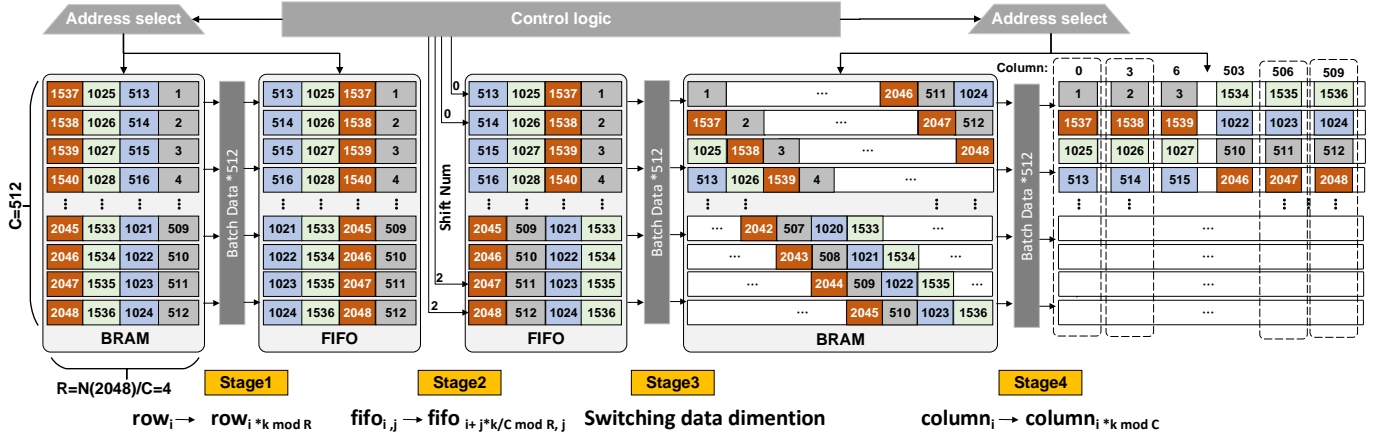 Address select
Control logic
Address select
Column: 0 3 6 503 506 509
C=512
1537 1025 513 1
1538 1026 514 2
1539 1027 515 3
1540 1028 516 4
2045 1533 1021 509
2046 1534 1022 510
2047 1535 1023 511
2048 1536 1024 512
BRAM
R=N(2048)/C=4
Batch Data *512
513 1025 1537 1
514 1026 1538 2
515 1027 1539 3
516 1028 1540 4
1021 1533 2045 509
1022 1534 2046 510
1023 1535 2047 511
1024 1536 2048 512
FIFO
Shift Num
0
0
2
2
513 1025 1537 1
514 1026 1538 2
515 1027 1539 3
516 1028 1540 4
2045 509 1021 1533
2046 510 1022 1534
2047 511 1023 1535
2048 512 1024 1536
FIFO
Batch Data *512
1 ... 2046 511 1024
1537 2 ... 2047 512
1025 1538 3 ... 2048
513 1026 1539 4 ...
... 2042 507 1020 1533 ...
... 2043 508 1021 1534 ...
... 2044 509 1022 1535 ...
... 2045 510 1023 1536
BRAM
Batch Data *512
1 2 3 1534 1535 1536
1537 1538 1539 1022 1023 1024
1025 1026 1027 510 511 512
513 514 515 2046 2047 2048
...
...
...
...
Stage1
Stage2
Stage3
Stage4
row i → row i *k mod R
fifo i ,j → fifo i+ j*k/C mod R, j
Switching data dimention
column i → column i *k mod C